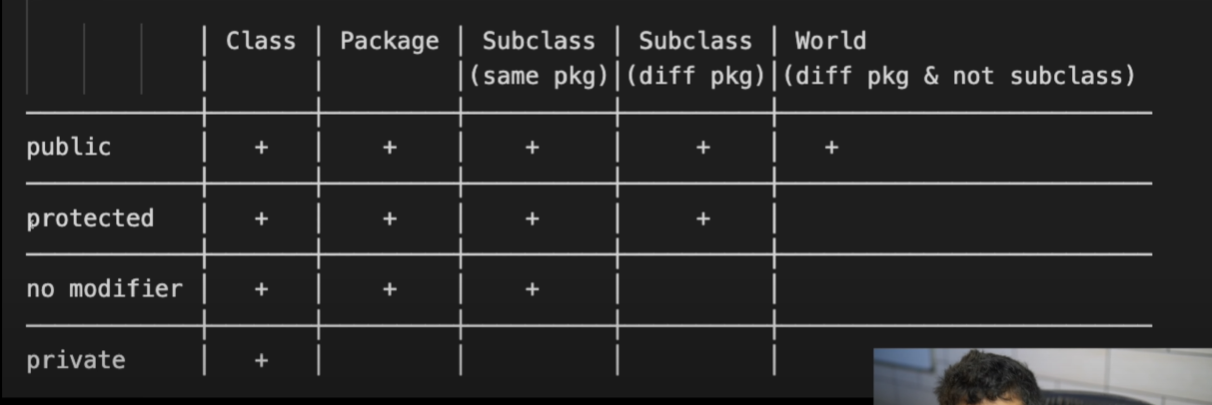 | Class | Package | Subclass | Subclass | World
| | |(same pkg)|(diff pkg)|(diff pkg & not subclass)
public | + | + | + | + | +
protected | + | + | + | + |
no modifier | + | + | + | |
private | + | | | |